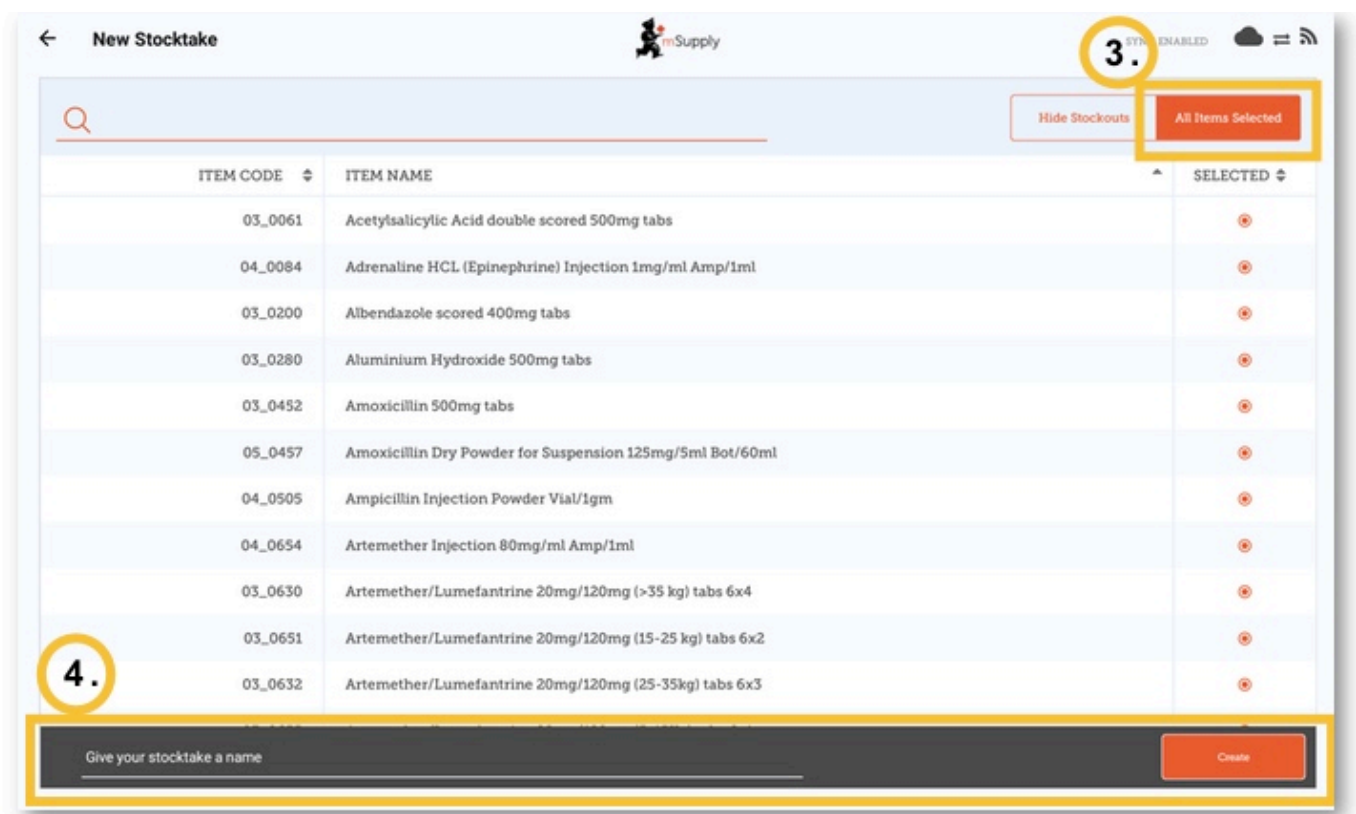 New Stocktake
mSupply
SYNC ENABLED
3.
Hide Stockouts
All Items Selected
ITEM CODE ITEM NAME SELECTED
03_0061 Acetylsalicylic Acid double scored 500mg tabs
04_0084 Adrenaline HCL (Epinephrine) Injection 1mg/ml Amp/1ml
03_0200 Albendazole scored 400mg tabs
03_0280 Aluminium Hydroxide 500mg tabs
03_0452 Amoxicillin 500mg tabs
05_0457 Amoxicillin Dry Powder for Suspension 125mg/5ml Bot/60ml
04_0505 Ampicillin Injection Powder Vial/1gm
04_0654 Artemether Injection 80mg/ml Amp/1ml
03_0630 Artemether/Lumefantrine 20mg/120mg (>35 kg) tabs 6x4
03_0651 Artemether/Lumefantrine 20mg/120mg (15-25 kg) tabs 6x2
4.
03_0632 Artemether/Lumefantrine 20mg/120mg (25-35kg) tabs 6x3
Give your stocktake a name
Create